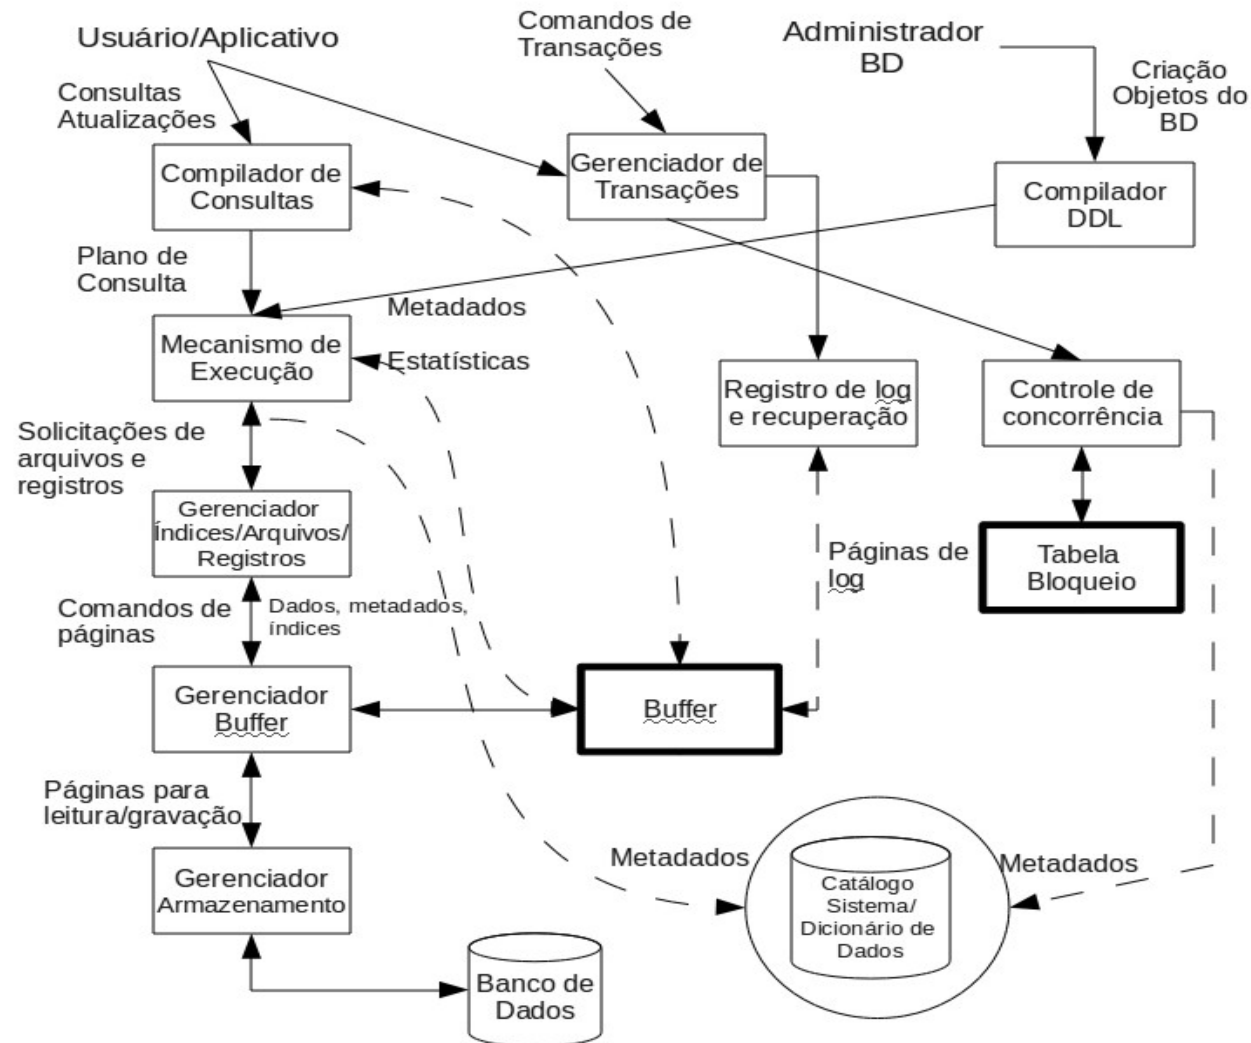 Usuário/Aplicativo
Comandos de
Transações
Administrador
BD
Criação
Objetos do
BD
Consultas
Atualizações
Compilador de
Consultas
Gerenciador de
Transações
Compilador
DDL
Plano de
Consulta
Metadados
Mecanismo de
Execução
Estatísticas
Registro de log
e recuperação
Controle de
concorrência
Solicitações de
arquivos e
registros
Gerenciador
Índices/Arquivos/
Registros
Páginas de
log
Tabela
Bloqueio
Comandos de
páginas
Dados, metadados,
índices
Gerenciador
Buffer
Buffer
Páginas para
leitura/gravação
Gerenciador
Armazenamento
Metadados
Catálogo
Sistema/
Dicionário de
Dados
Metadados
Banco de
Dados